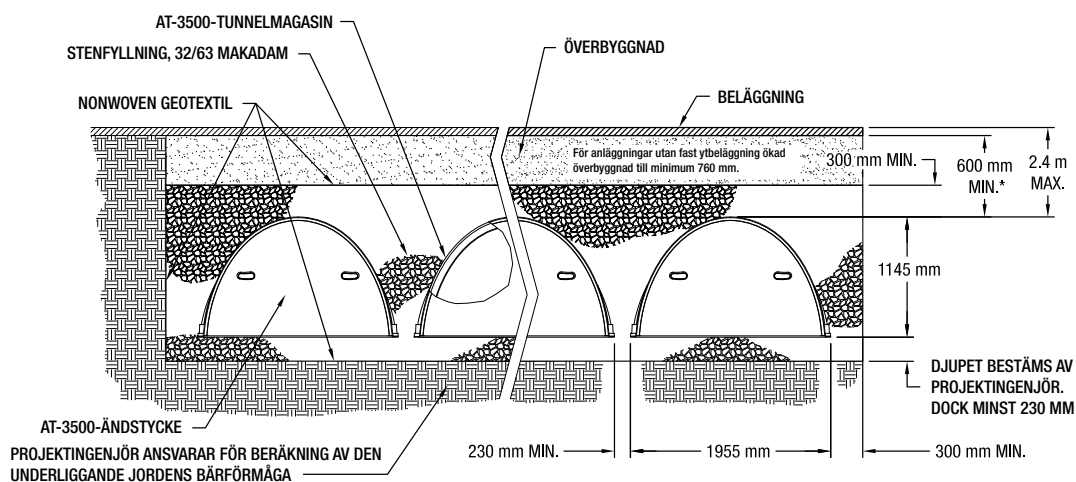 AT-3500-TUNNELMAGASIN
STENFYLLNING, 32/63 MAKADAM
ÖVERBYGGNAD
NONWOVEN GEOTEXTIL
BELÄGGNING
För anläggningar utan fast ytbeläggning ökad
överbyggnad till minimum 760 mm.
300 mm MIN.
600 mm
MIN.*
2.4 m
MAX.
1145 mm
DJUPET BESTÄMS AV
PROJEKTINGENJÖR.
DOCK MINST 230 MM
AT-3500-ÄNDSTYCKE
PROJEKTINGENJÖR ANSVARAR FÖR BERÄKNING AV DEN
UNDERLIGGANDE JORDENS BÄRFÖRMÅGA
230 mm MIN.
1955 mm
300 mm MIN.